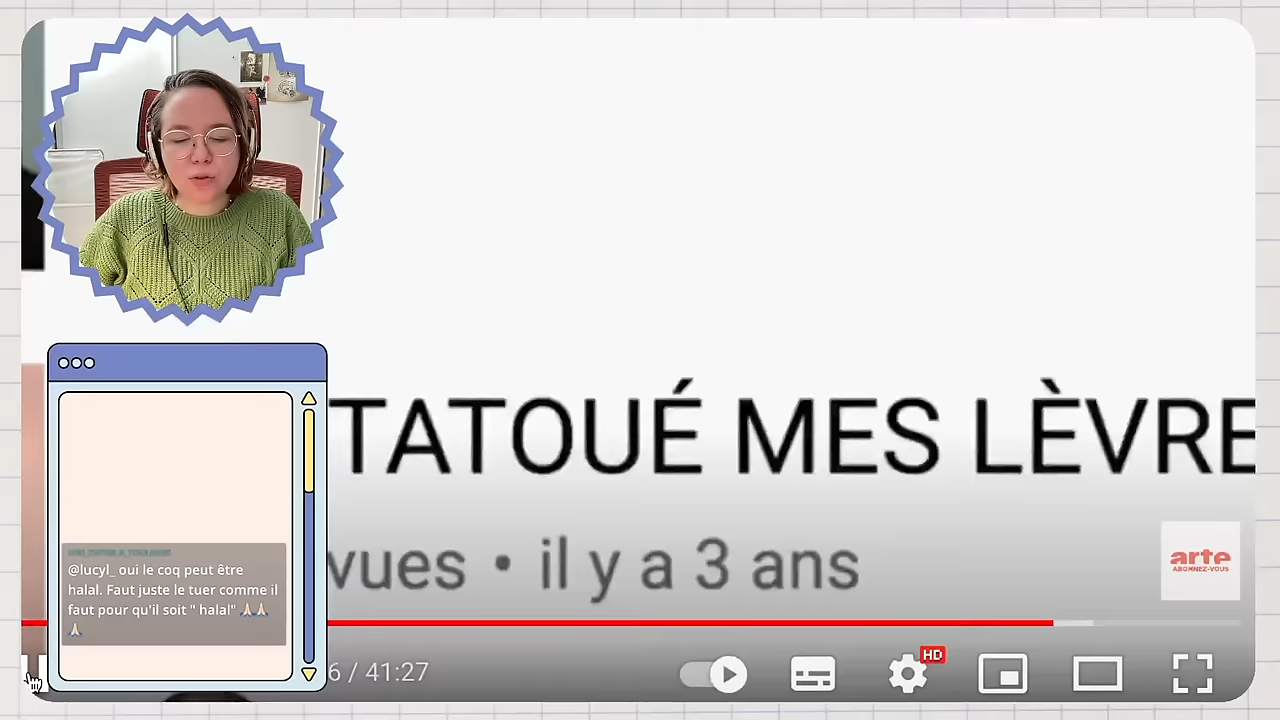 TATOUÉ MES LÈVRE
vues • il y a 3 ans
arte
ABONNEZ-VOUS
@lucyl_ oui le coq peut être
halal. Faut juste le tuer comme il
faut pour qu'il soit " halal" 🙏🏻🙏🏻
🙏🏻
6 / 41:27
HD